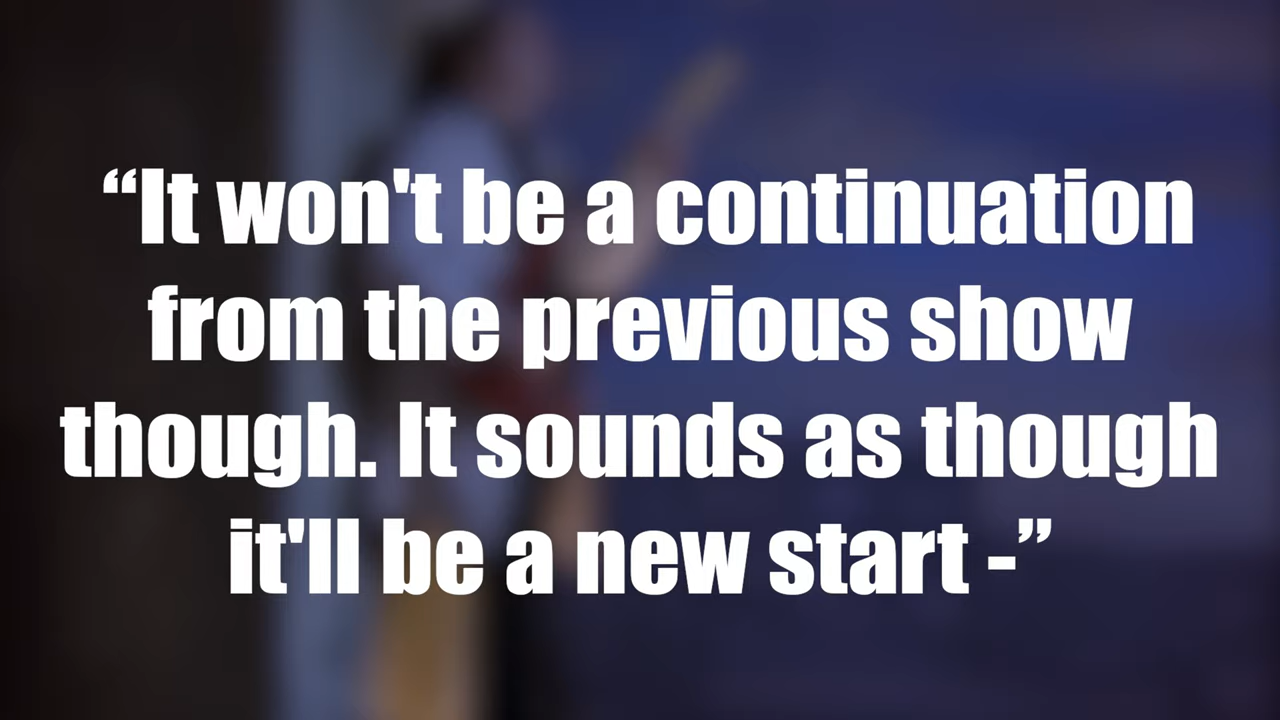 “It won't be a continuation
from the previous show
though. It sounds as though
it'll be a new start -”